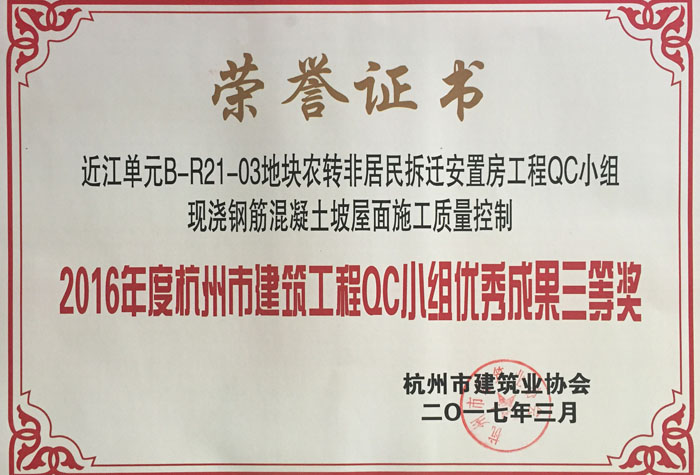 荣誉证书
近江单元B-R21-03地块农转非居民拆迁安置房工程QC小组
现浇钢筋混凝土坡屋面施工质量控制
2016年度杭州市建筑工程QC小组优秀成果三等奖
杭州市建筑业协会
二〇一七年三月